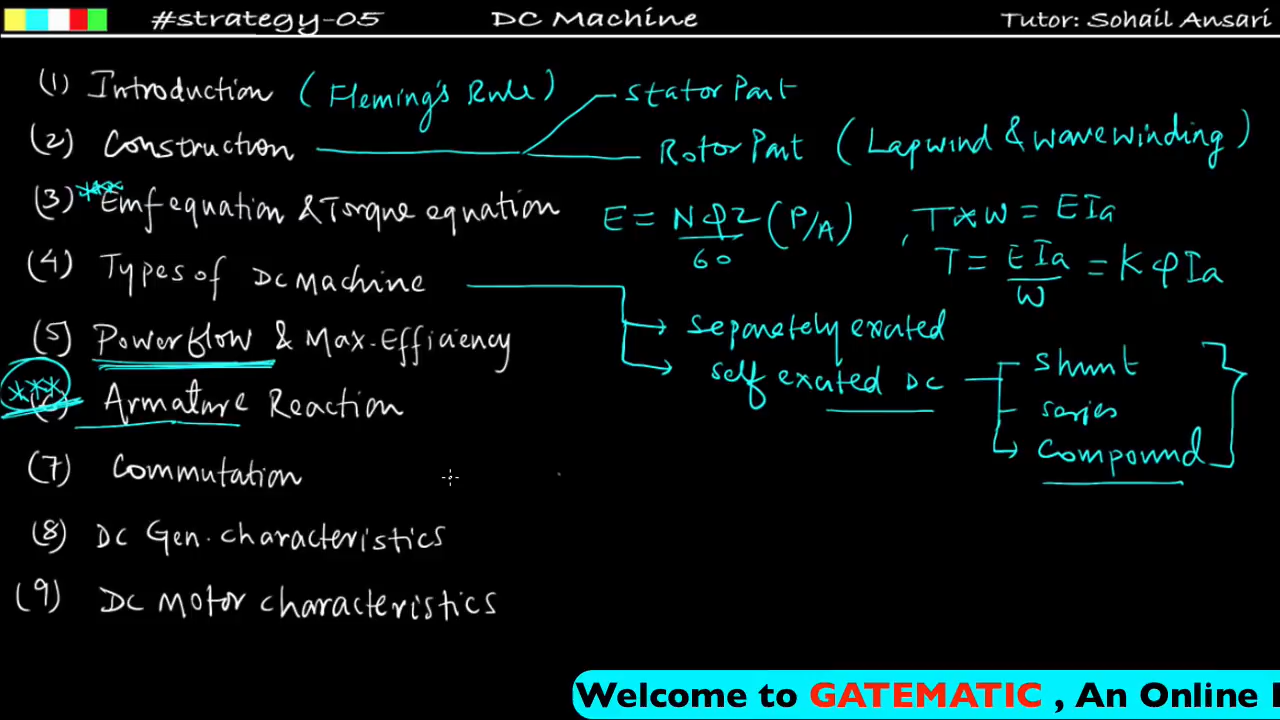 #strategy-05 DC Machine Tutor: Sohail Ansari
(1) Introduction (Fleming's Rule) Stator Part
(2) Construction Rotor Part (Lapwind & wavewinding)
(3) *** Emf equation & Torque equation E = NφZ/60 (P/A), T×W = EIa
T = EIa/W = KφIa
(4) Types of DC Machine
separately excited
(5) Powerflow & Max. Efficiency
self excited DC
shunt
series
compound
*** (6) Armature Reaction
(7) Commutation
(8) DC Gen. characteristics
(9) DC Motor characteristics
Welcome to GATEMATIC , An Online